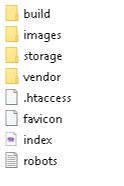 build
images
storage
vendor
.htaccess
favicon
index
robots